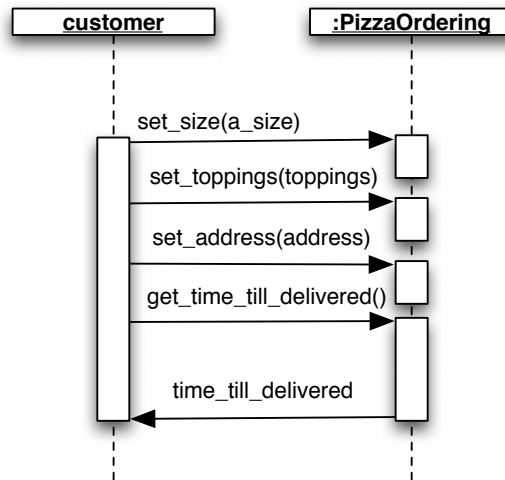 customer
:PizzaOrdering
set_size(a_size)
set_toppings(toppings)
set_address(address)
get_time_till_delivered()
time_till_delivered